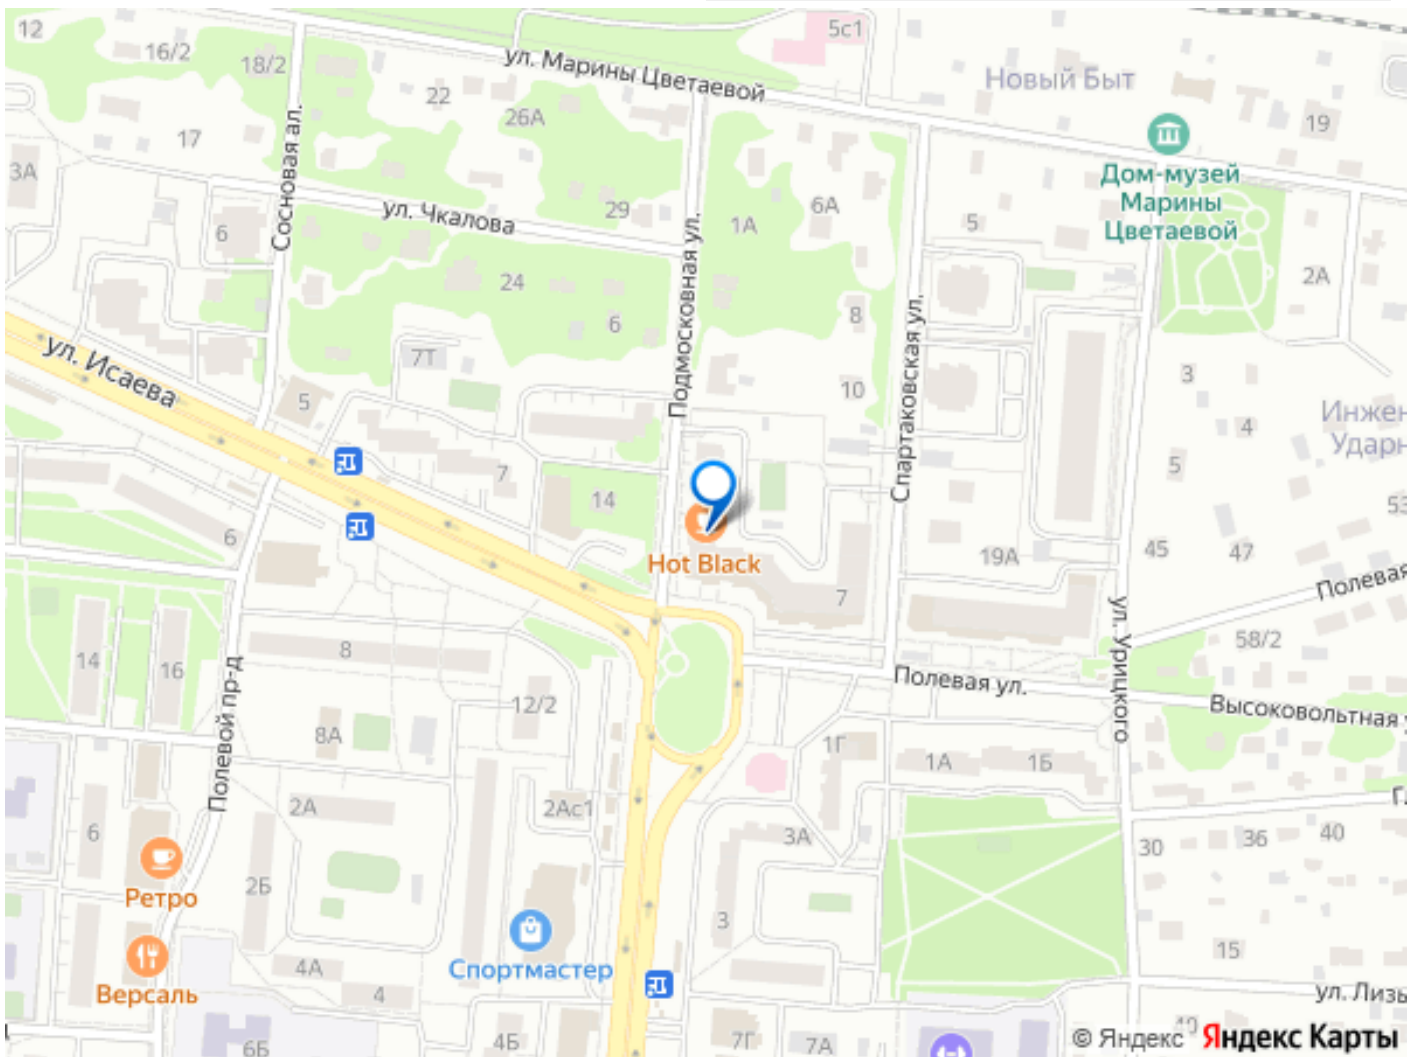 12
16/2
18/2
ул. Марины Цветаевой
5с1
Новый Быт
22
26А
17
3А
Сосновая ал.
19
Дом-музей
Марины
Цветаевой
ул. Чкалова
29
6
1А
6А
5
2А
24
6
8
Подмосковная ул.
Спартаковская ул.
ул. Исаева
7Т
5
10
3
4
Инжен
Ударн
7
14
5
53
6
Hot Black
19А
45
47
Полевая
7
ул. Урицкого
58/2
14
16
8
Полевой пр-д
12/2
Полевая ул.
Высоковольтная
8А
1Г
1А
1Б
2А
2Ас1
6
3А
30
36
40
Ретро
2Б
3
15
Спортмастер
4А
4
Версаль
ул. Лизы
6Б
4Б
7Г
7А
© Яндекс Яндекс Карты